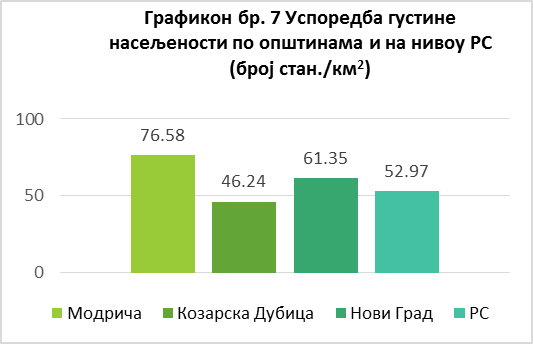 Графикон бр. 7 Успоредба густине
насељености по општинама и на нивоу РС
(број стан./км²)
100
76.58
61.35
52.97
46.24
50
0
Модрича Козарска Дубица Нови Град РС